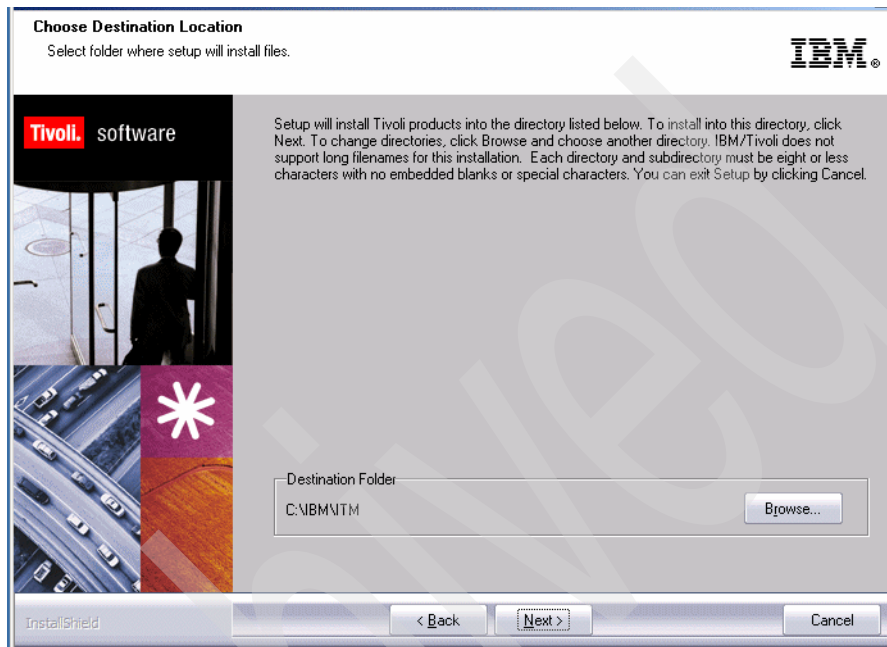 Choose Destination Location
Select folder where setup will install files.
IBM®
Tivoli. software
Setup will install Tivoli products into the directory listed below. To install into this directory, click
Next. To change directories, click Browse and choose another directory. IBM/Tivoli does not
support long filenames for this installation. Each directory and subdirectory must be eight or less
characters with no embedded blanks or special characters. You can exit Setup by clicking Cancel.
Destination Folder
C:\IBM\ITM
Browse...
InstallShield
< Back
Next >
Cancel
hived